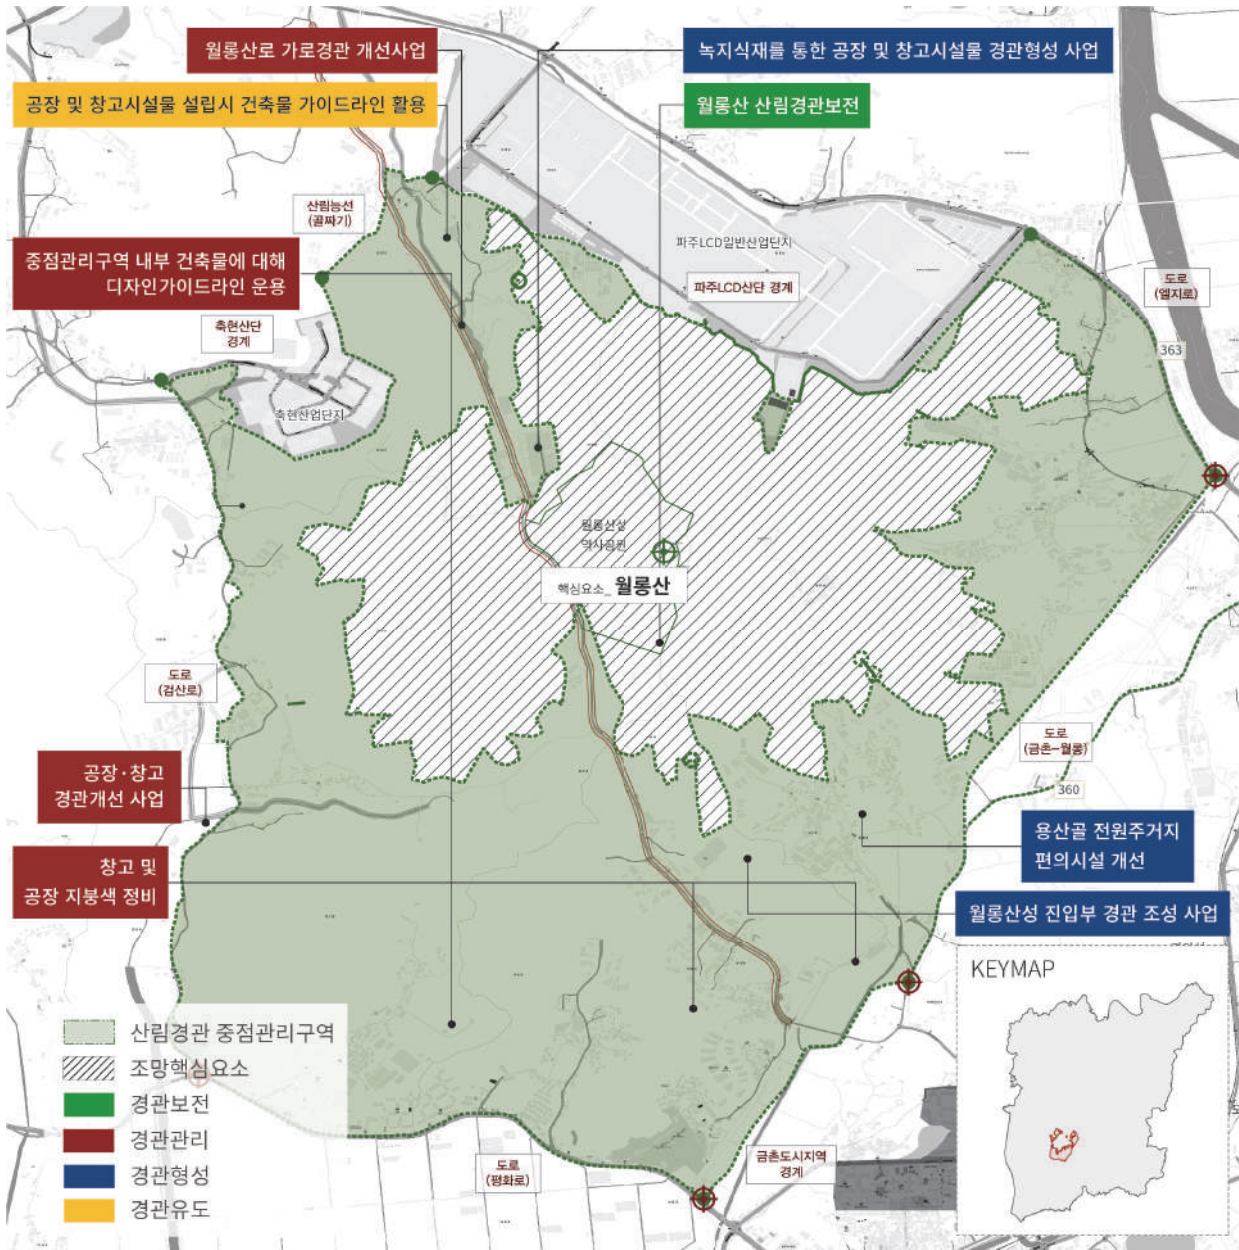 월롱산로 가로경관 개선사업
녹지식재를 통한 공장 및 창고시설물 경관형성 사업
공장 및 창고시설물 설립시 건축물 가이드라인 활용
월롱산 산림경관보전
산림능선
(골짜기)
파주LCD일반산업단지
중점관리구역 내부 건축물에 대해
디자인가이드라인 운용
파주LCD산단 경계
도로
(엘지로)
축현산단
경계
363
축현산업단지
월롱산성
역사공원
핵심요소_ 월롱산
도로
(검산로)
도로
(금촌-월롱)
공장·창고
경관개선 사업
360
용산골 전원주거지
편의시설 개선
창고 및
공장 지붕색 정비
월롱산성 진입부 경관 조성 사업
KEYMAP
산림경관 중점관리구역
조망핵심요소
경관보전
경관관리
경관형성
경관유도
도로
(평화로)
금촌도시지역
경계